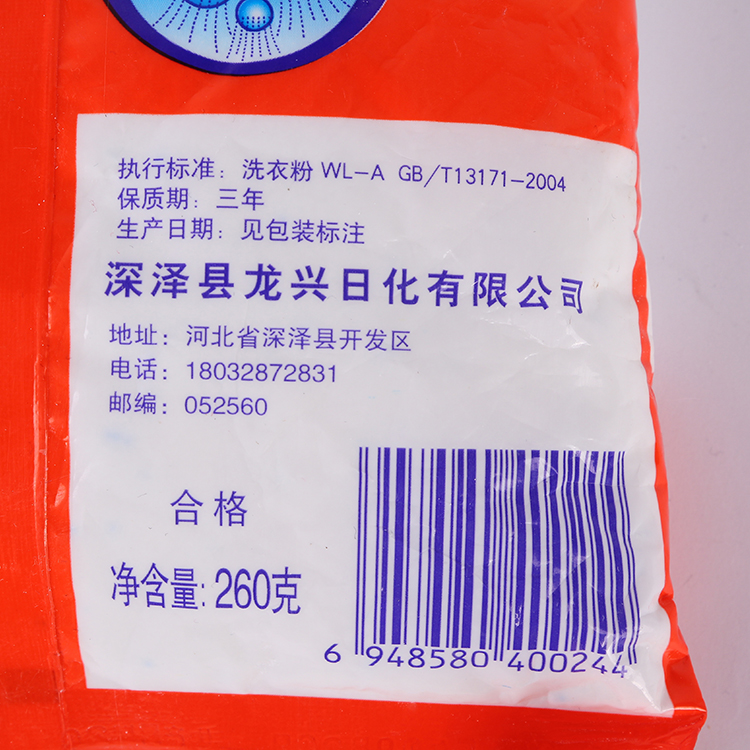 执行标准：洗衣粉 WL-A GB/T13171-2004
保质期：三年
生产日期：见包装标注
深泽县龙兴日化有限公司
地址：河北省深泽县开发区
电话：18032872831
邮编：052560
合格
净含量：260克
6 948580 400244